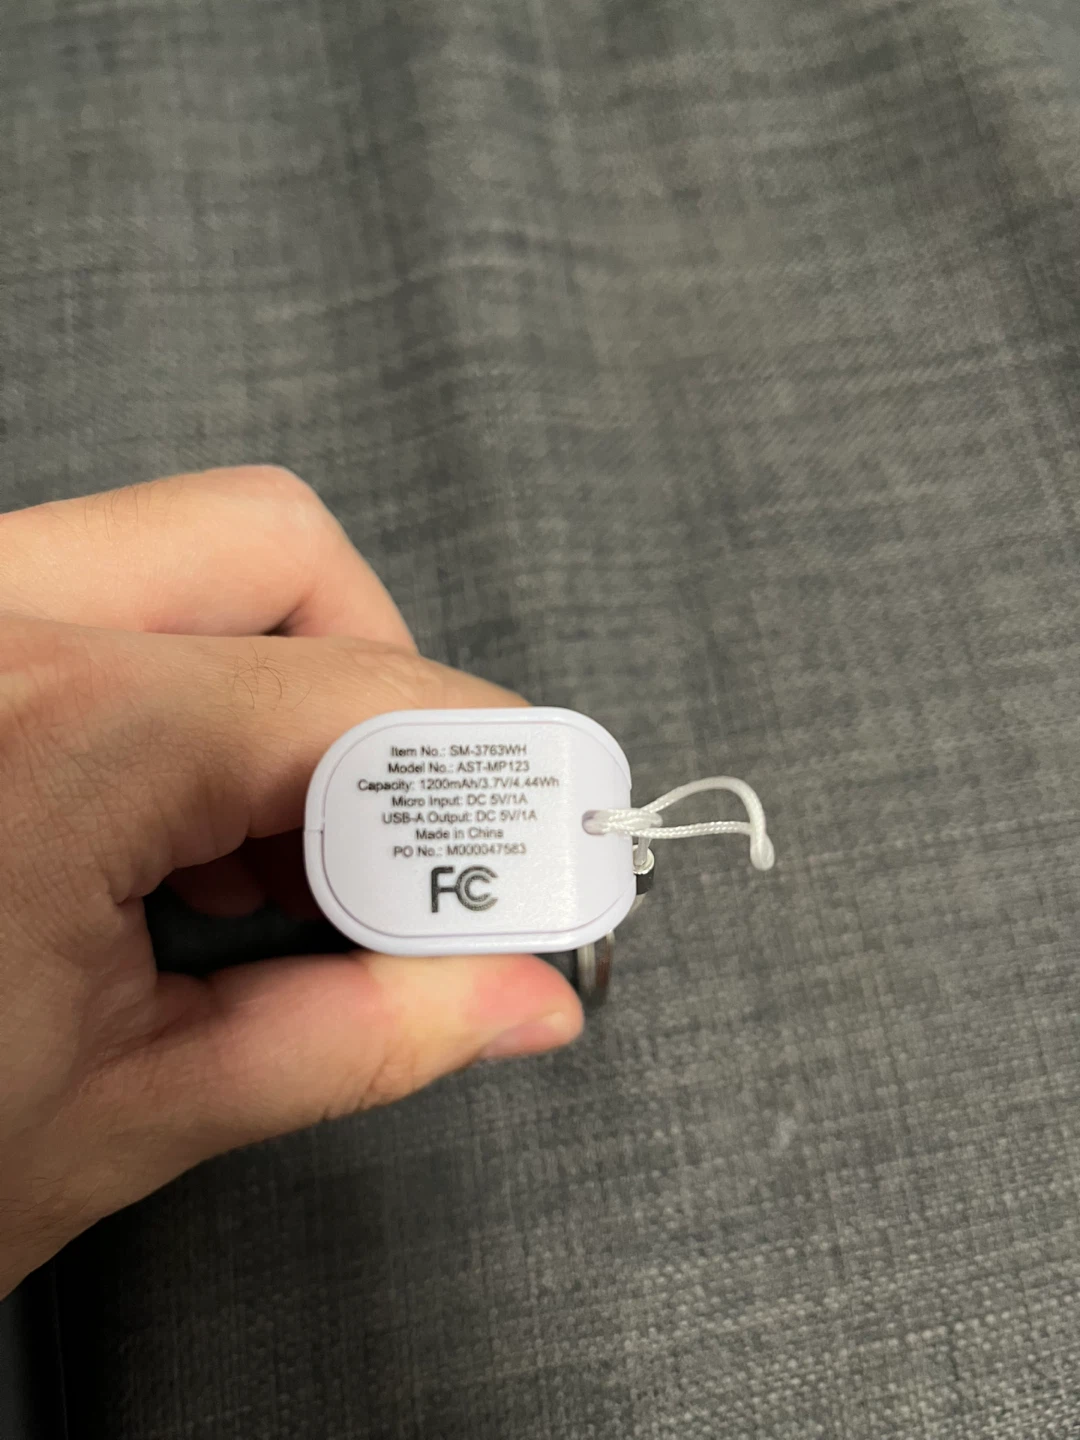 Item No.: SM-3763WH
Model No.: AST-MP123
Capacity: 1200mAh/3.7V/4.44Wh
Micro Input: DC 5V/1A
USB-A Output: DC 5V/1A
Made in China
PO No.: M000047583
FC